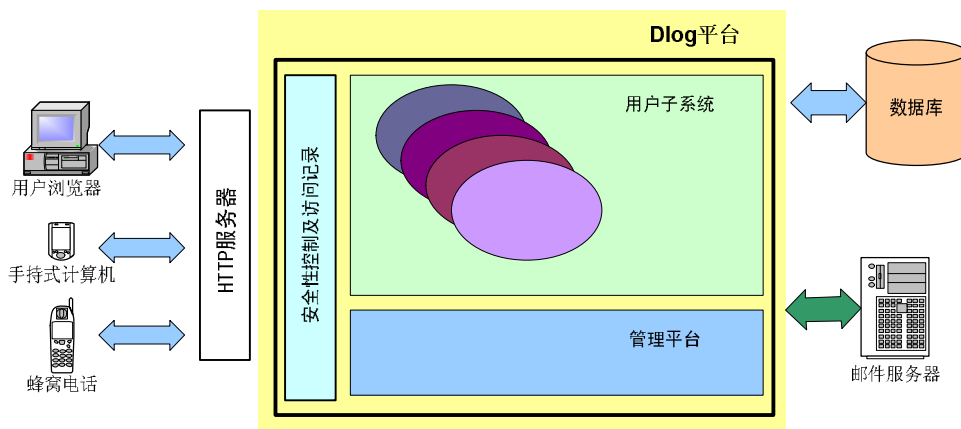 Dlog平台
用户浏览器
手持式计算机
蜂窝电话
HTTP服务器
安全性控制及访问记录
用户子系统
管理平台
数据库
邮件服务器